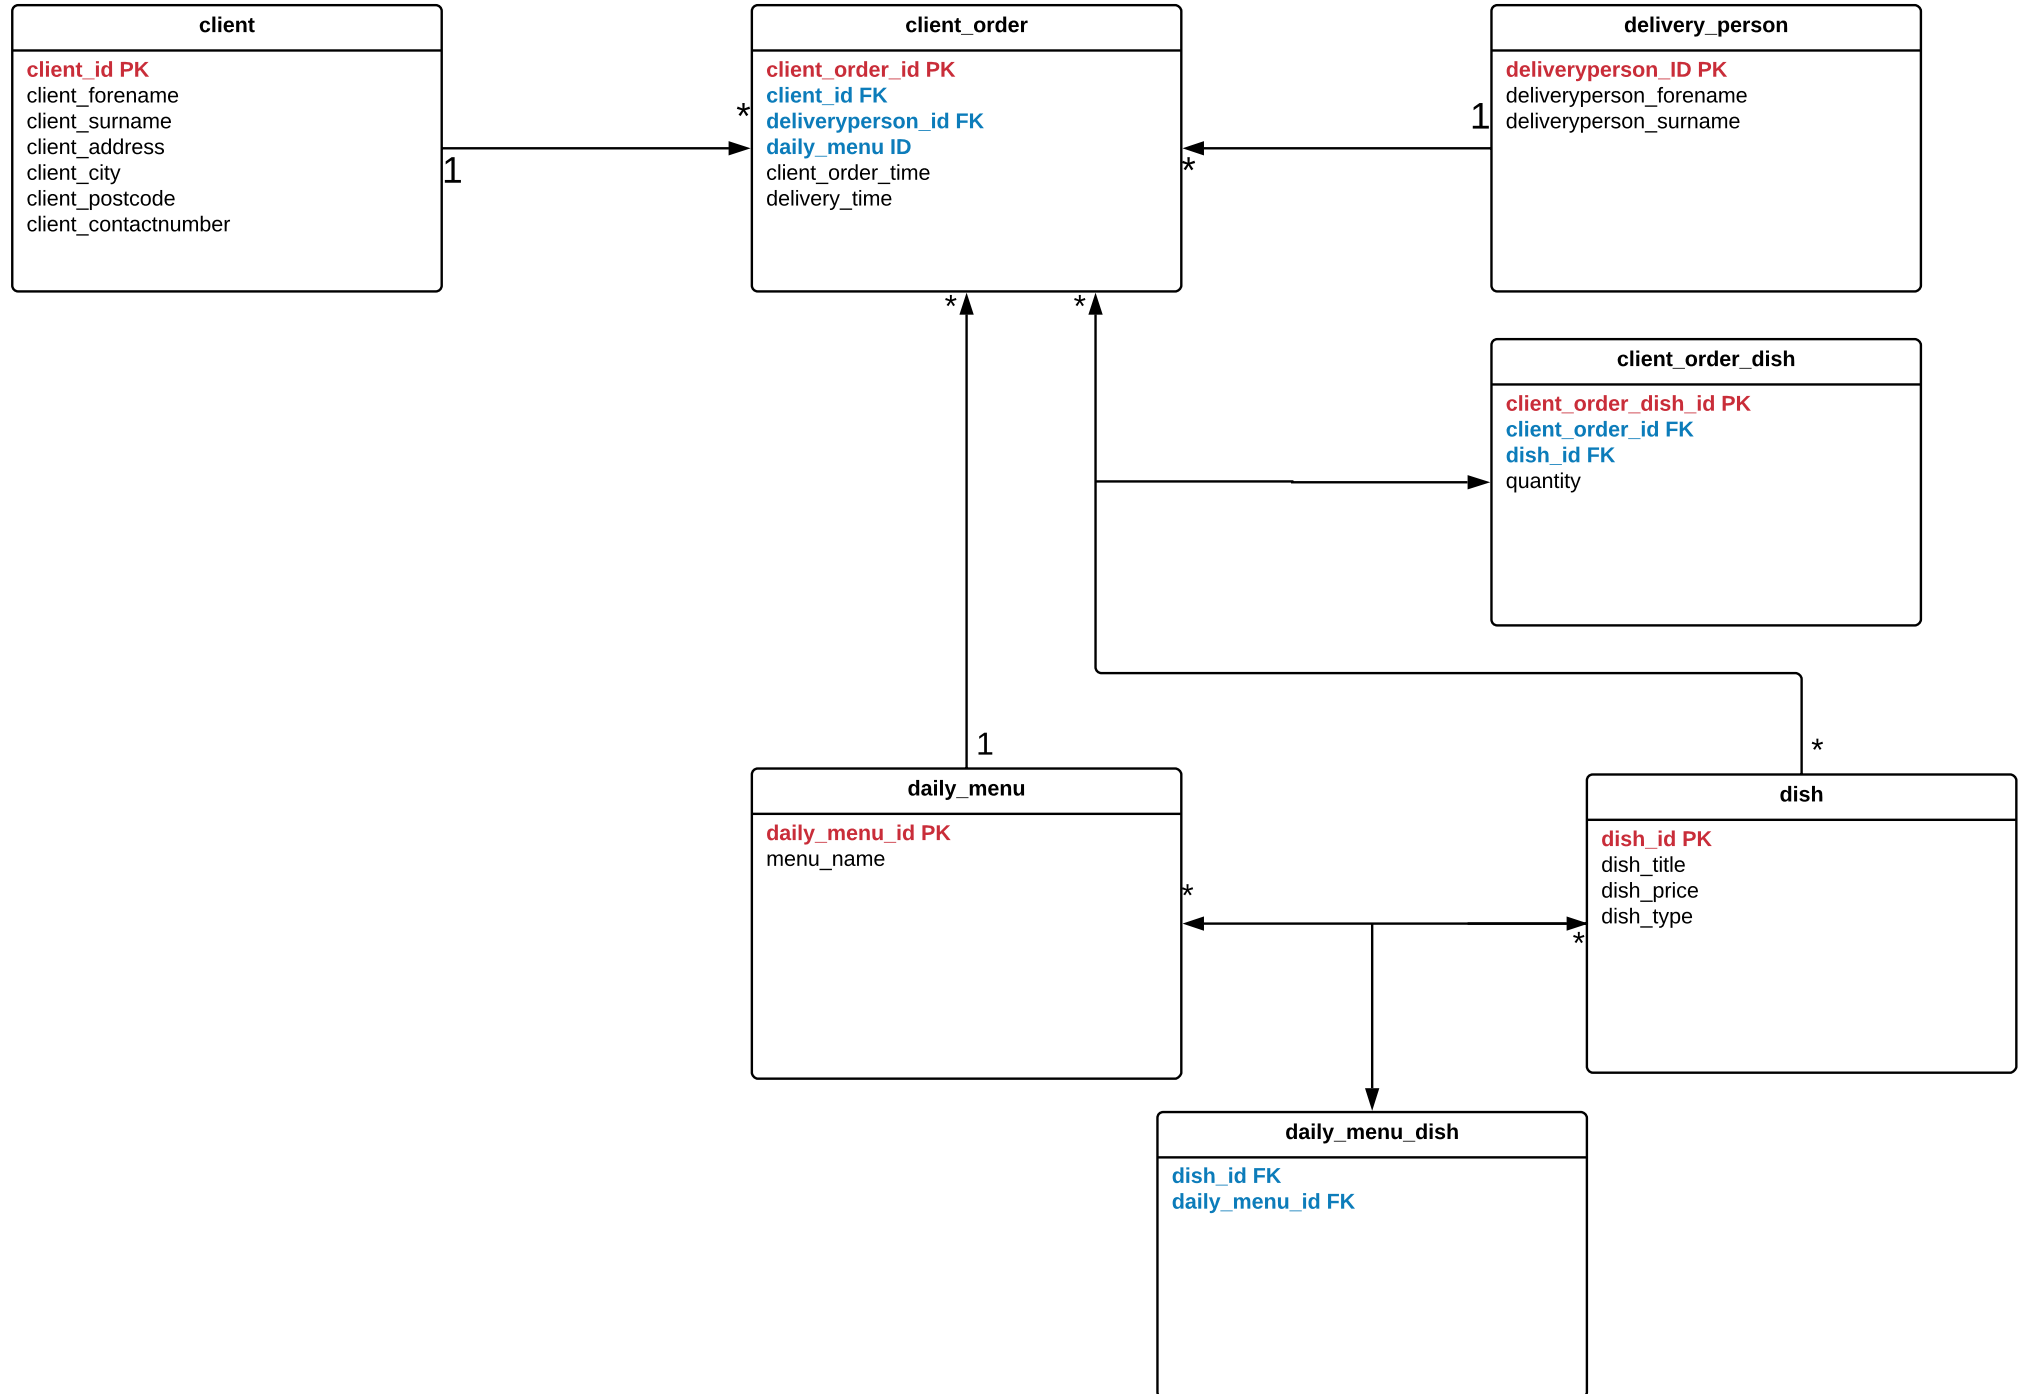 client
client_id PK
client_forename
client_surname
client_address
client_city
client_postcode
client_contactnumber
1
*
client_order
client_order_id PK
client_id FK
deliveryperson_id FK
daily_menu ID
client_order_time
delivery_time
*
1
delivery_person
deliveryperson_ID PK
deliveryperson_forename
deliveryperson_surname
*
*
client_order_dish
client_order_dish_id PK
client_order_id FK
dish_id FK
quantity
1
*
daily_menu
daily_menu_id PK
menu_name
*
*
dish
dish_id PK
dish_title
dish_price
dish_type
daily_menu_dish
dish_id FK
daily_menu_id FK